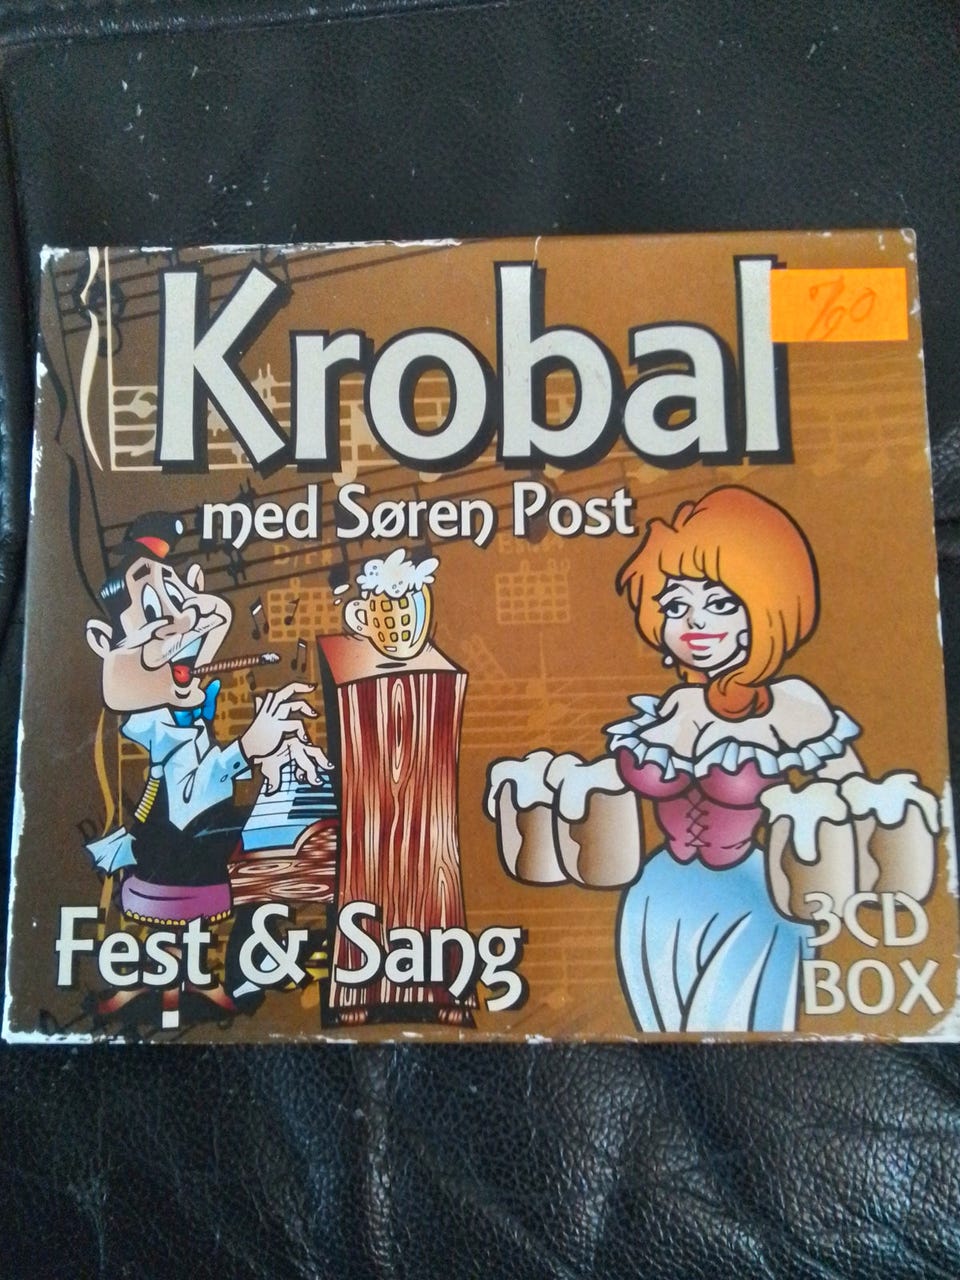 Krobal
med Søren Post
Fest & Sang
3CD
BOX